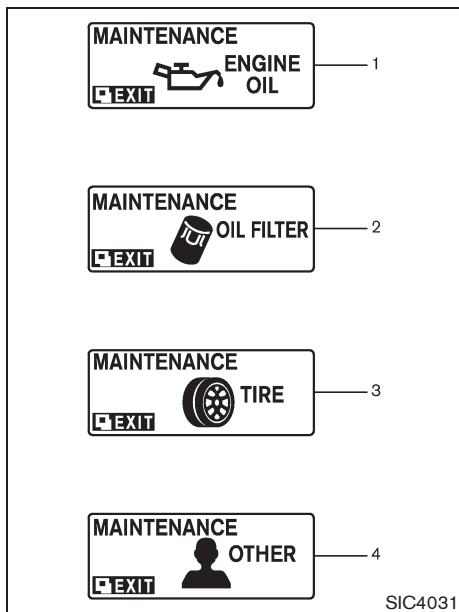 MAINTENANCE
ENGINE
OIL
EXIT
1
MAINTENANCE
OIL FILTER
EXIT
2
MAINTENANCE
TIRE
EXIT
3
MAINTENANCE
OTHER
EXIT
4
SIC4031